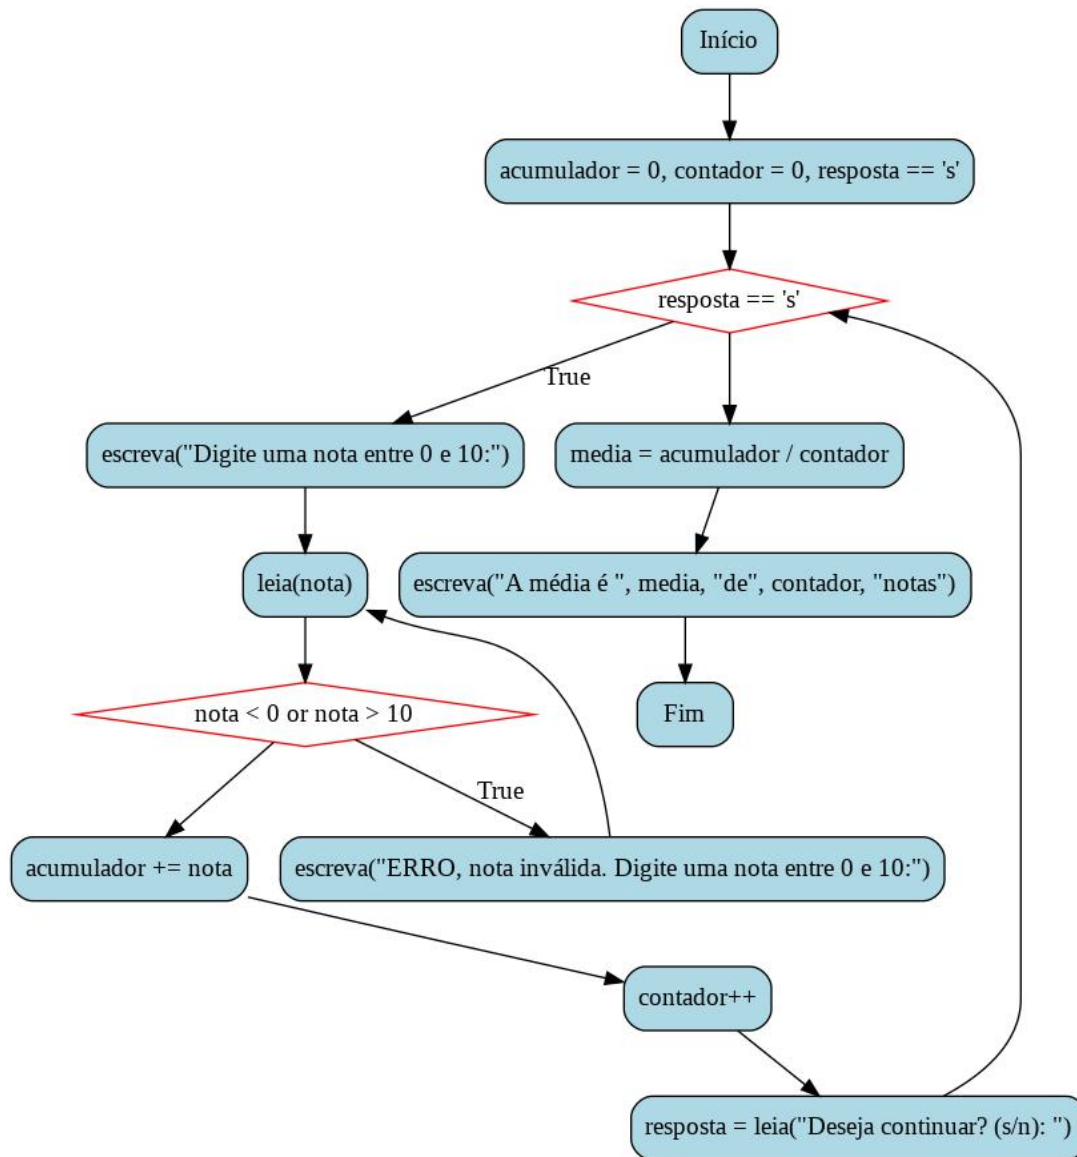 Início
acumulador = 0, contador = 0, resposta == 's'
resposta == 's'
True
escreva("Digite uma nota entre 0 e 10:")
media = acumulador / contador
leia(nota)
escreva("A média é ", media, "de", contador, "notas")
nota < 0 or nota > 10
Fim
True
acumulador += nota
escreva("ERRO, nota inválida. Digite uma nota entre 0 e 10:")
contador++
resposta = leia("Deseja continuar? (s/n): ")